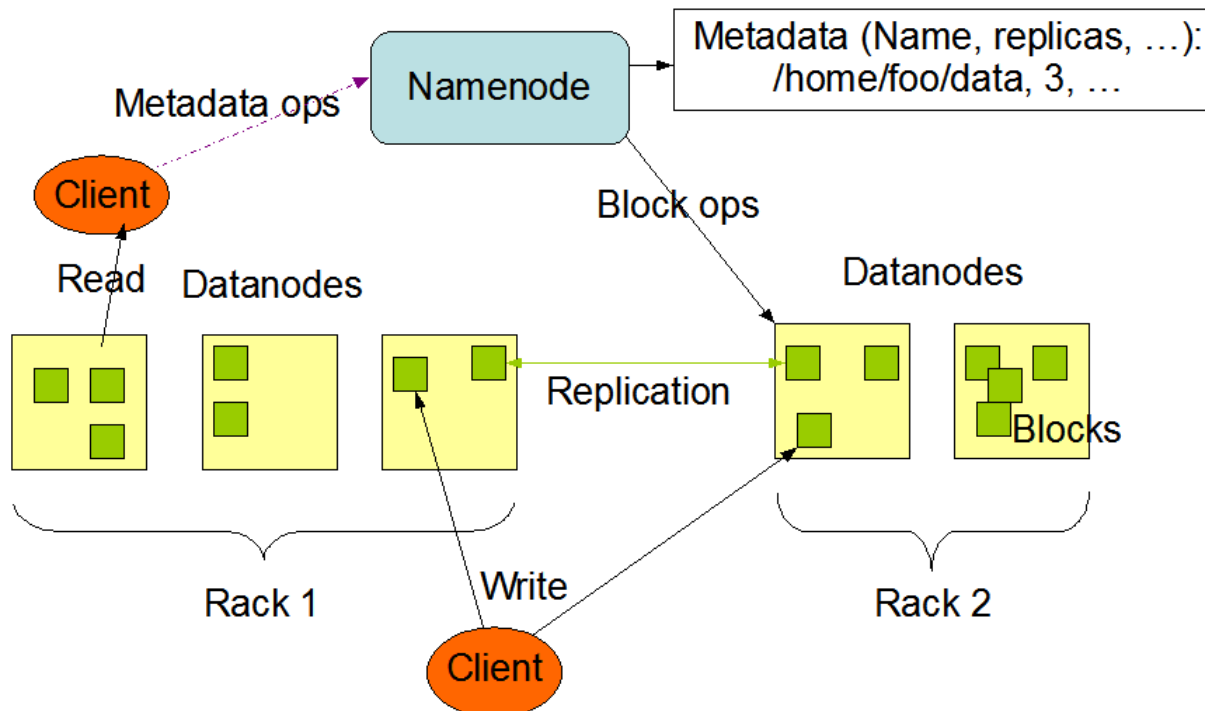 Metadata (Name, replicas, …):
/home/foo/data, 3, …
Namenode
Metadata ops
Client
Block ops
Read
Datanodes
Datanodes
Replication
Blocks
Rack 1
Write
Rack 2
Client